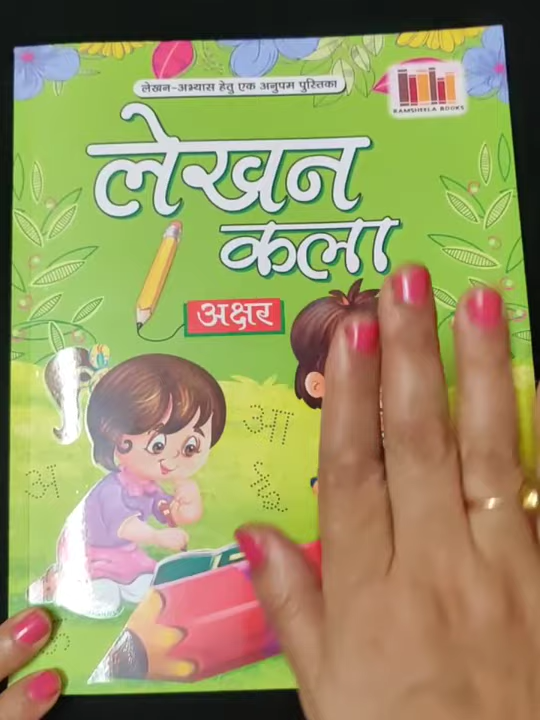 लेखन-अभ्यास हेतु एक अनुपम पुस्तिका
RAMSHEELA BOOKS
लेखन
कला
अक्षर
आ
अ